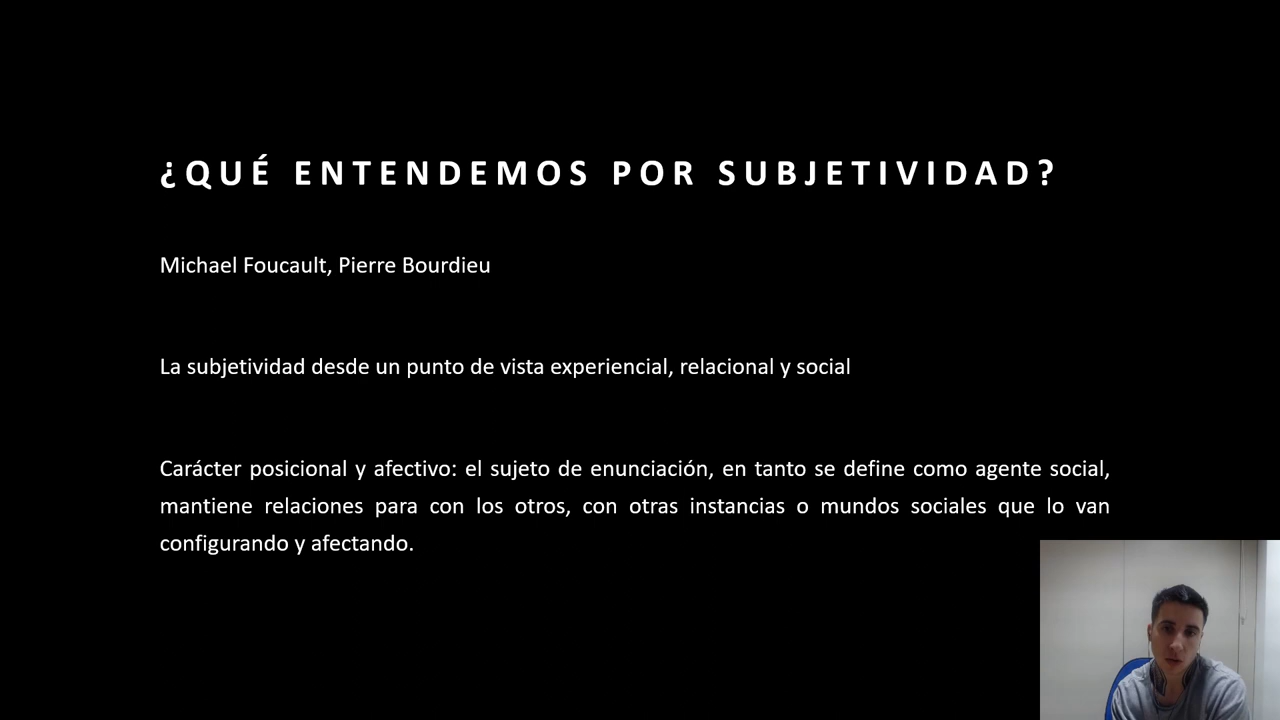 ¿QUÉ ENTENDEMOS POR SUBJETIVIDAD?
Michael Foucault, Pierre Bourdieu
La subjetividad desde un punto de vista experiencial, relacional y social
Carácter posicional y afectivo: el sujeto de enunciación, en tanto se define como agente social,
mantiene relaciones para con los otros, con otras instancias o mundos sociales que lo van
configurando y afectando.